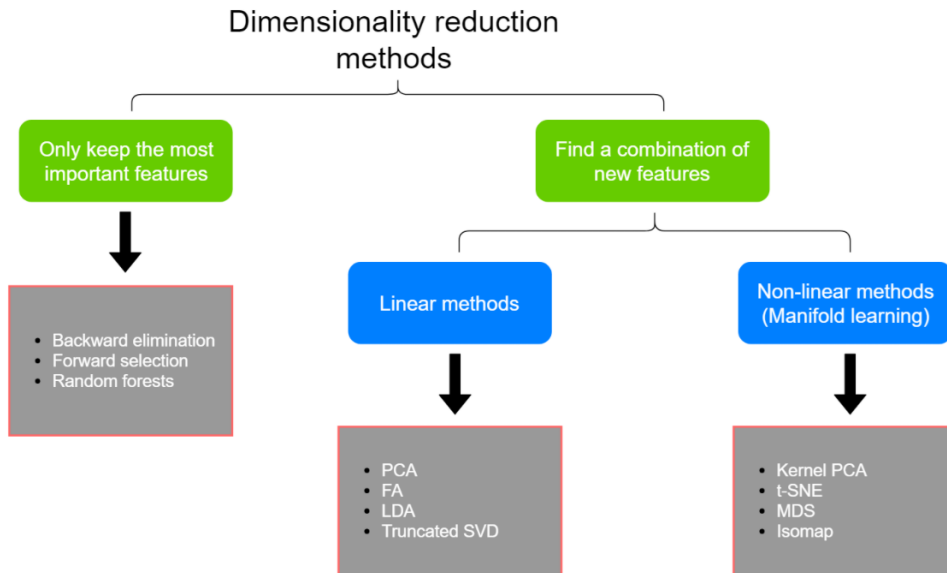 Dimensionality reduction
methods
Only keep the most
important features
Find a combination of
new features
Linear methods
Non-linear methods
(Manifold learning)
• Backward elimination
• Forward selection
• Random forests
• PCA
• FA
• LDA
• Truncated SVD
• Kernel PCA
• t-SNE
• MDS
• Isomap